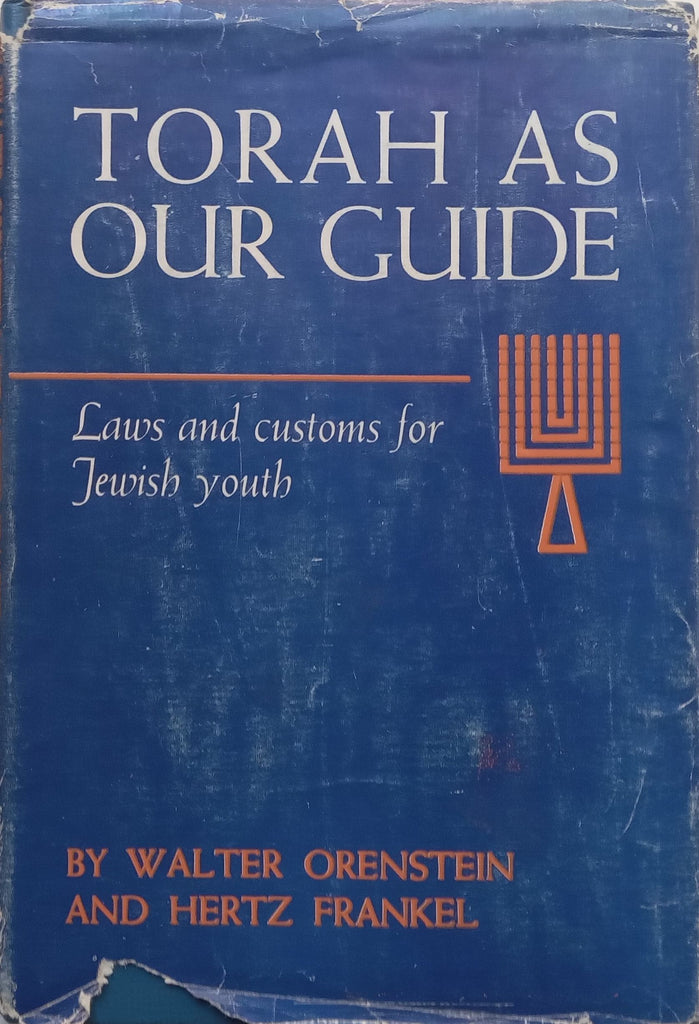 TORAH AS
OUR GUIDE
Laws and customs for
Jewish youth
BY WALTER ORENSTEIN
AND HERTZ FRANKEL